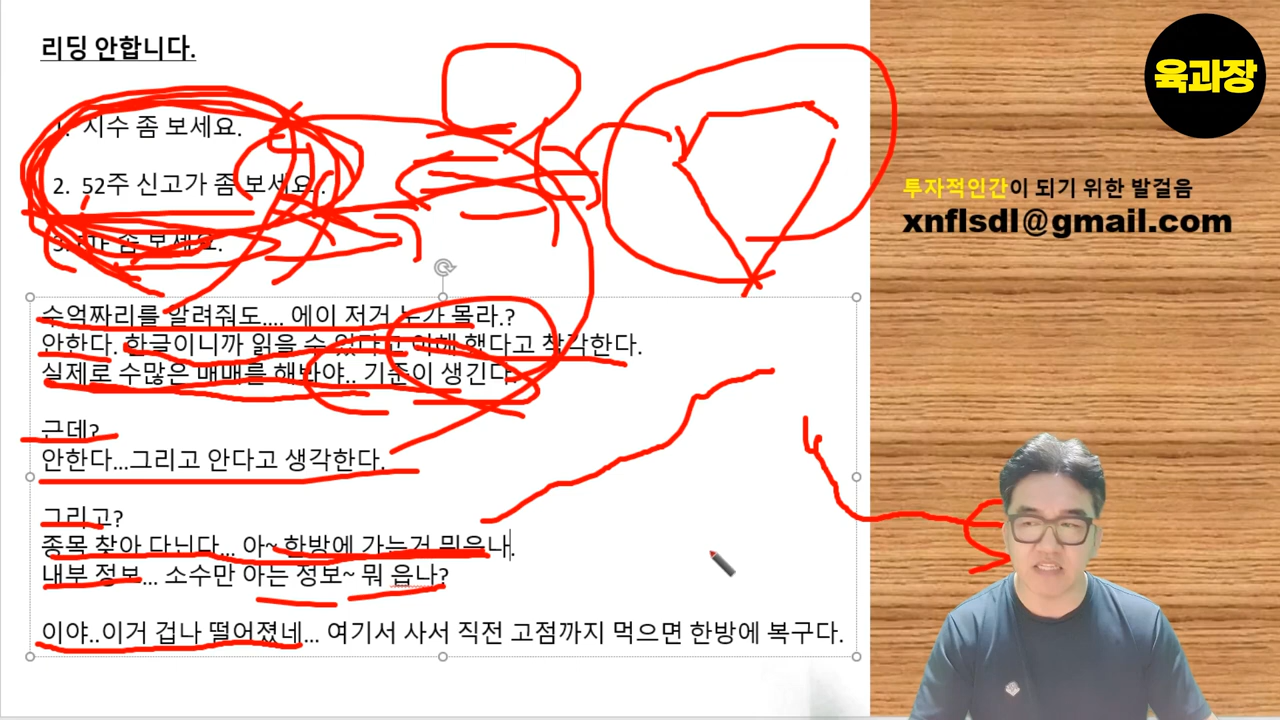 리딩 안합니다.
1. 지수 좀 보세요.
2. 52주 신고가 좀 보세요..
3. ETF 좀 보세요.
수억짜리를 알려줘도.... 에이 저거 누가 몰라.?
안한다. 한글이니까 읽을 수 있다고 이해 했다고 착각한다.
실제로 수많은 매매를 해봐야.. 기준이 생긴다.
근데?
안한다...그리고 안다고 생각한다.
그리고?
종목 찾아 다닌다... 아~ 한방에 가는거 뭐읍나.
내부 정보... 소수만 아는 정보~ 뭐 읍나?
이야..이거 겁나 떨어졌네... 여기서 사서 직전 고점까지 먹으면 한방에 복구다.
육과장
투자적인간이 되기 위한 발걸음
xnflsdl@gmail.com